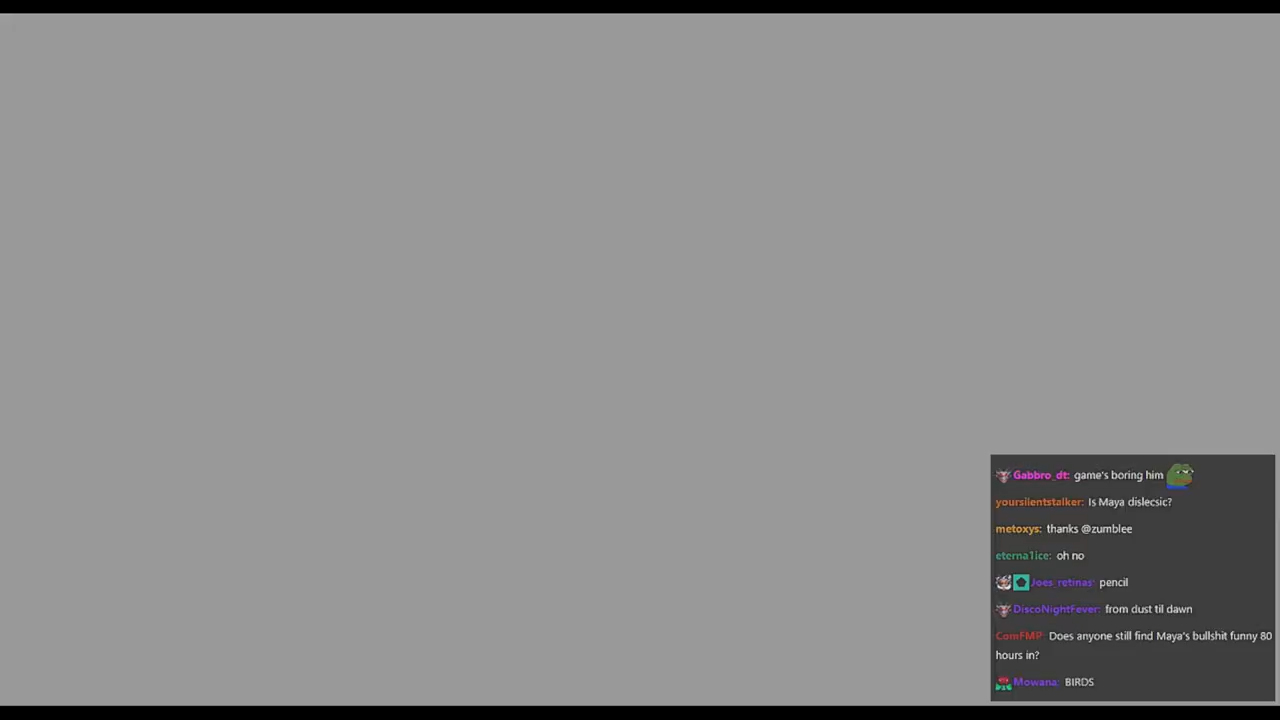 Gabbro_dt: game's boring him
yoursilentstalker: Is Maya dislecsic?
metoxys: thanks @zumblee
eterna1ice: oh no
Joes_retinas: pencil
DiscoNightFever: from dust til dawn
ComFMP: Does anyone still find Maya's bullshit funny 80
hours in?
Mowana: BIRDS